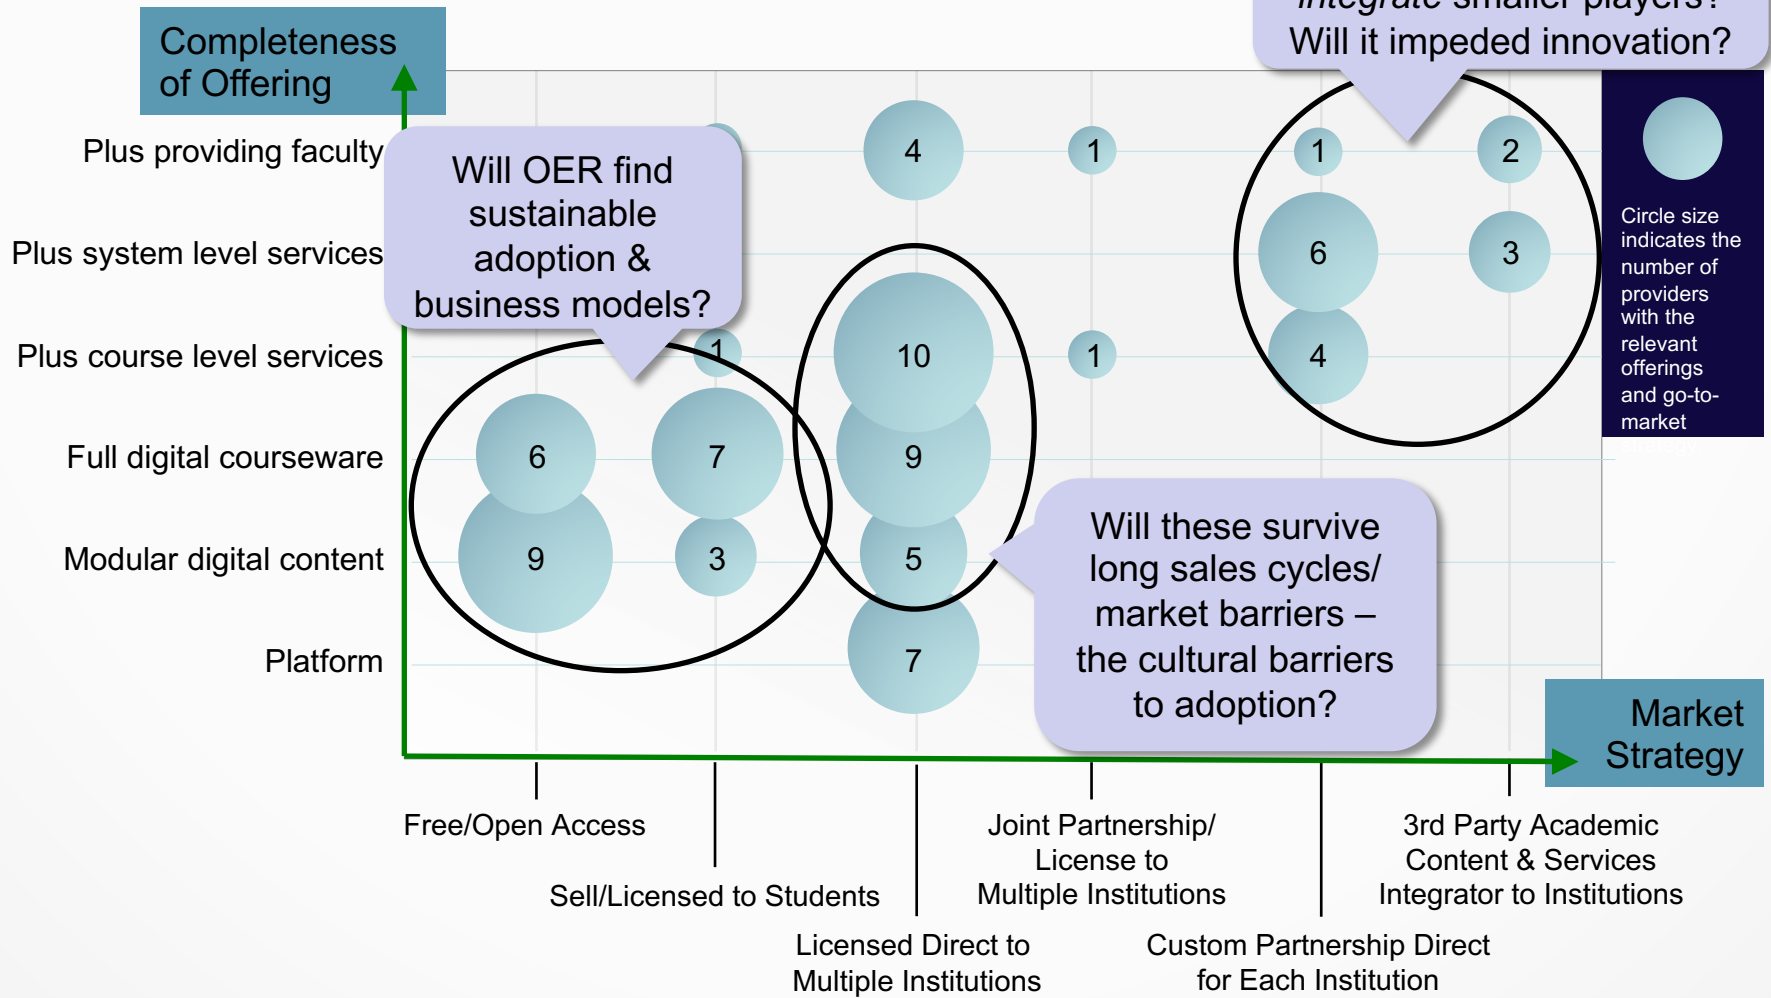 integrate smaller players?
Will it impeded innovation?
Completeness
of Offering
Plus providing faculty
4
1
1
2
Will OER find
sustainable
adoption &
business models?
Plus system level services
6
3
Circle size
indicates the
number of
providers
with the
relevant
offerings
and go-to-
market
Plus course level services
1
10
1
4
Full digital courseware
6
7
9
Modular digital content
9
3
5
Will these survive
long sales cycles/
market barriers –
the cultural barriers
to adoption?
Platform
7
Market
Strategy
Free/Open Access
Sell/Licensed to Students
Licensed Direct to
Multiple Institutions
Joint Partnership/
License to
Multiple Institutions
Custom Partnership Direct
for Each Institution
3rd Party Academic
Content & Services
Integrator to Institutions